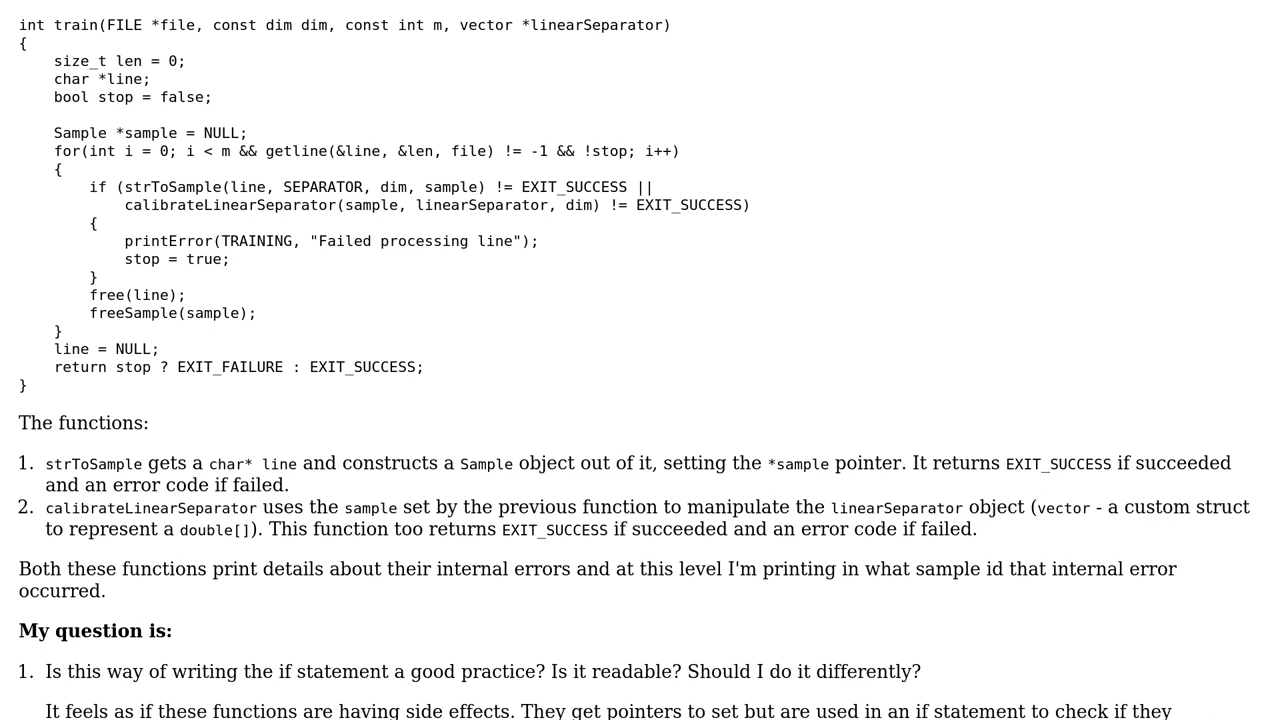 int train(FILE *file, const dim dim, const int m, vector *linearSeparator)
{
    size_t len = 0;
    char *line;
    bool stop = false;

    Sample *sample = NULL;
    for(int i = 0; i < m && getline(&line, &len, file) != -1 && !stop; i++)
    {
        if (strToSample(line, SEPARATOR, dim, sample) != EXIT_SUCCESS ||
            calibrateLinearSeparator(sample, linearSeparator, dim) != EXIT_SUCCESS)
        {
            printError(TRAINING, "Failed processing line");
            stop = true;
        }
        free(line);
        freeSample(sample);
    }
    line = NULL;
    return stop ? EXIT_FAILURE : EXIT_SUCCESS;
}
The functions:
1. strToSample gets a char* line and constructs a Sample object out of it, setting the *sample pointer. It returns EXIT_SUCCESS if succeeded
and an error code if failed.
2. calibrateLinearSeparator uses the sample set by the previous function to manipulate the linearSeparator object (vector - a custom struct
to represent a double[]). This function too returns EXIT_SUCCESS if succeeded and an error code if failed.
Both these functions print details about their internal errors and at this level I'm printing in what sample id that internal error
occurred.
My question is:
1. Is this way of writing the if statement a good practice? Is it readable? Should I do it differently?
It feels as if these functions are having side effects. They get pointers to set but are used in an if statement to check if they